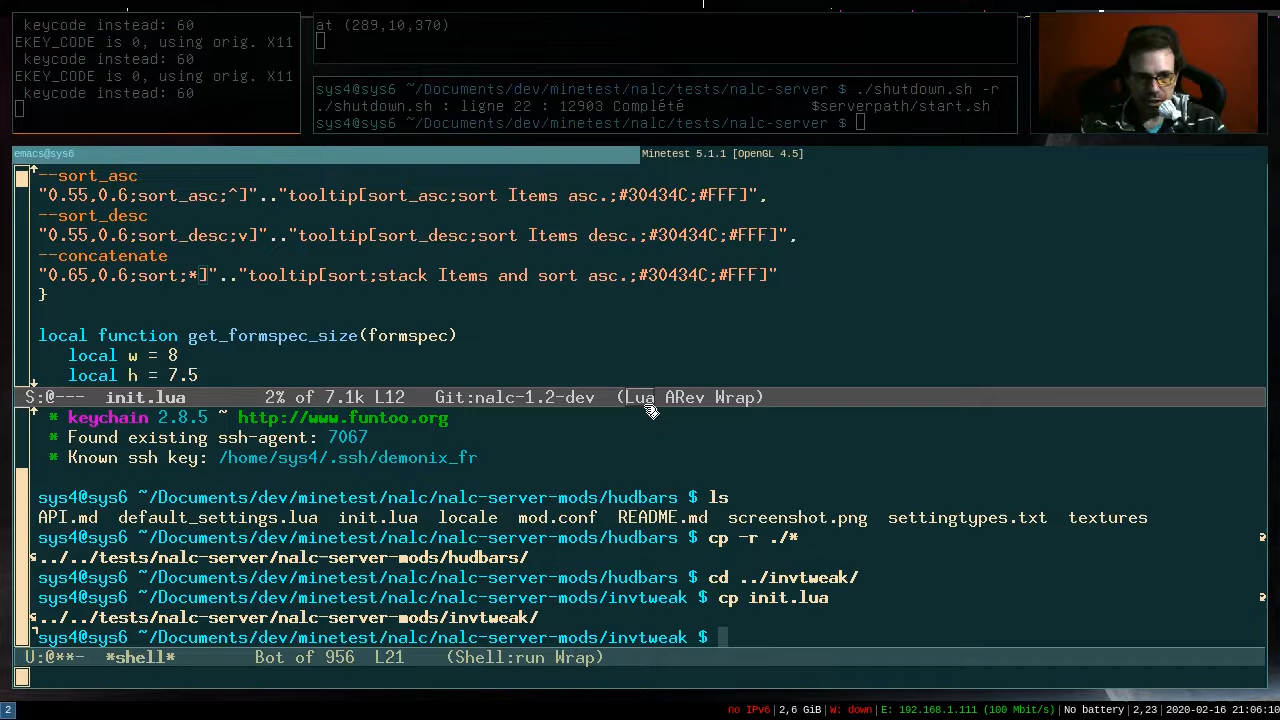 keycode instead: 60
EKEY_CODE is 0, using orig. X11
keycode instead: 60
EKEY_CODE is 0, using orig. X11
keycode instead: 60
at (289,10,370)
sys4@sys6 ~/Documents/dev/minetest/nalc/tests/nalc-server $ ./shutdown.sh -r
./shutdown.sh : ligne 22 : 12903 Complété                $serverpath/start.sh
sys4@sys6 ~/Documents/dev/minetest/nalc/tests/nalc-server $
emacs@sys6
Minetest 5.1.1 [OpenGL 4.5]
--sort_asc
"0.55,0.6;sort_asc;^]".."tooltip[sort_asc;sort Items asc.;#30434C;#FFF]",
--sort_desc
"0.55,0.6;sort_desc;v]".."tooltip[sort_desc;sort Items desc.;#30434C;#FFF]",
--concatenate
"0.65,0.6;sort;*]".."tooltip[sort;stack Items and sort asc.;#30434C;#FFF]"
}
local function get_formspec_size(formspec)
local w = 8
local h = 7.5
S:@--- init.lua 2% of 7.1k L12 Git:nalc-1.2-dev (Lua ARev Wrap)
* keychain 2.8.5 ~ http://www.funtoo.org
* Found existing ssh-agent: 7067
* Known ssh key: /home/sys4/.ssh/demonix_fr
sys4@sys6 ~/Documents/dev/minetest/nalc/nalc-server-mods/hudbars $ ls
API.md default_settings.lua init.lua locale mod.conf README.md screenshot.png settingtypes.txt textures
sys4@sys6 ~/Documents/dev/minetest/nalc/nalc-server-mods/hudbars $ cp -r ./*
../../tests/nalc-server/nalc-server-mods/hudbars/
sys4@sys6 ~/Documents/dev/minetest/nalc/nalc-server-mods/hudbars $ cd ../invtweak/
sys4@sys6 ~/Documents/dev/minetest/nalc/nalc-server-mods/invtweak $ cp init.lua
../../tests/nalc-server/nalc-server-mods/invtweak/
sys4@sys6 ~/Documents/dev/minetest/nalc/nalc-server-mods/invtweak $
U:@**- *shell* Bot of 956 L21 (Shell:run Wrap)
2
no IPv6|2,6 GiB|W: down|E: 192.168.1.111 (100 Mbit/s)|No battery|2,23|2020-02-16 21:06:10